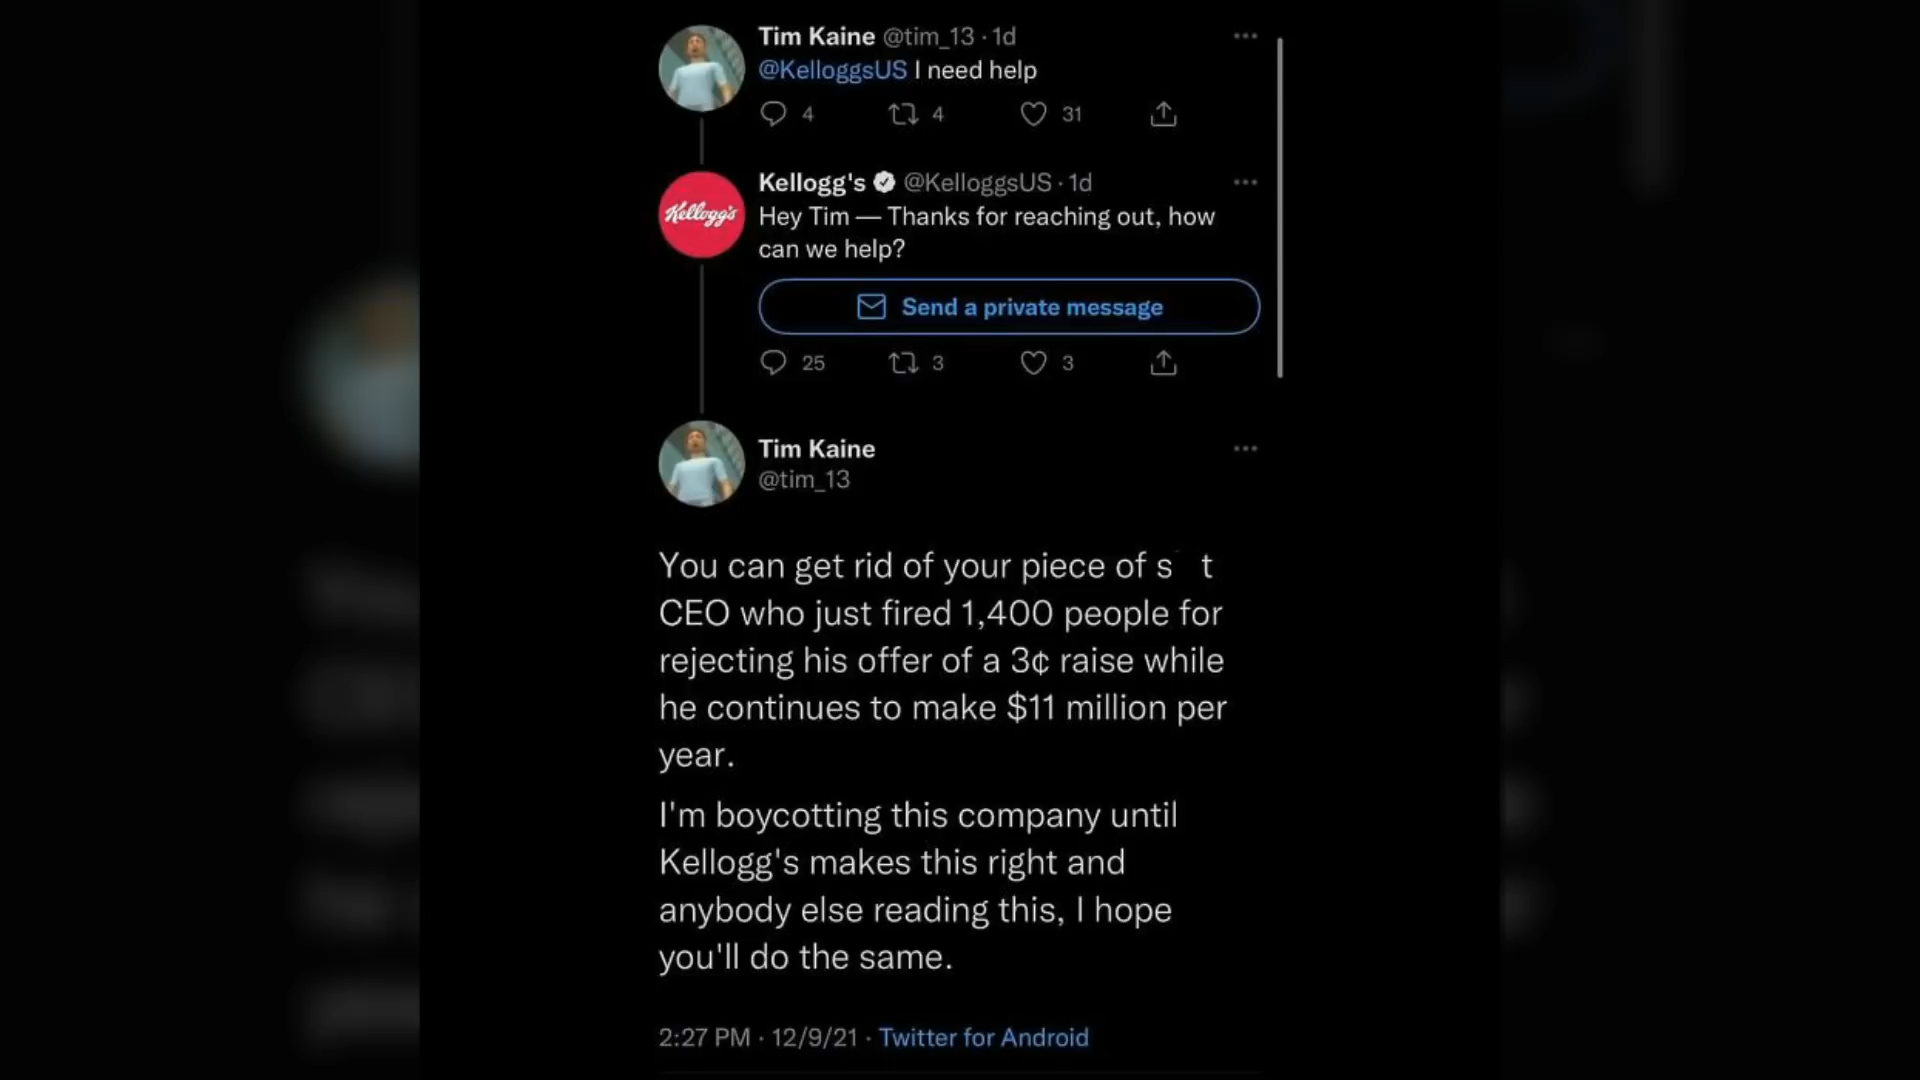 Tim Kaine @tim_13 · 1d
@KelloggsUS I need help
4 4 31
Kellogg's @KelloggsUS · 1d
Kellogg's
Hey Tim — Thanks for reaching out, how
can we help?
Send a private message
25 3 3
Tim Kaine
@tim_13
You can get rid of your piece of s t
CEO who just fired 1,400 people for
rejecting his offer of a 3¢ raise while
he continues to make $11 million per
year.
I'm boycotting this company until
Kellogg's makes this right and
anybody else reading this, I hope
you'll do the same.
2:27 PM · 12/9/21 · Twitter for Android